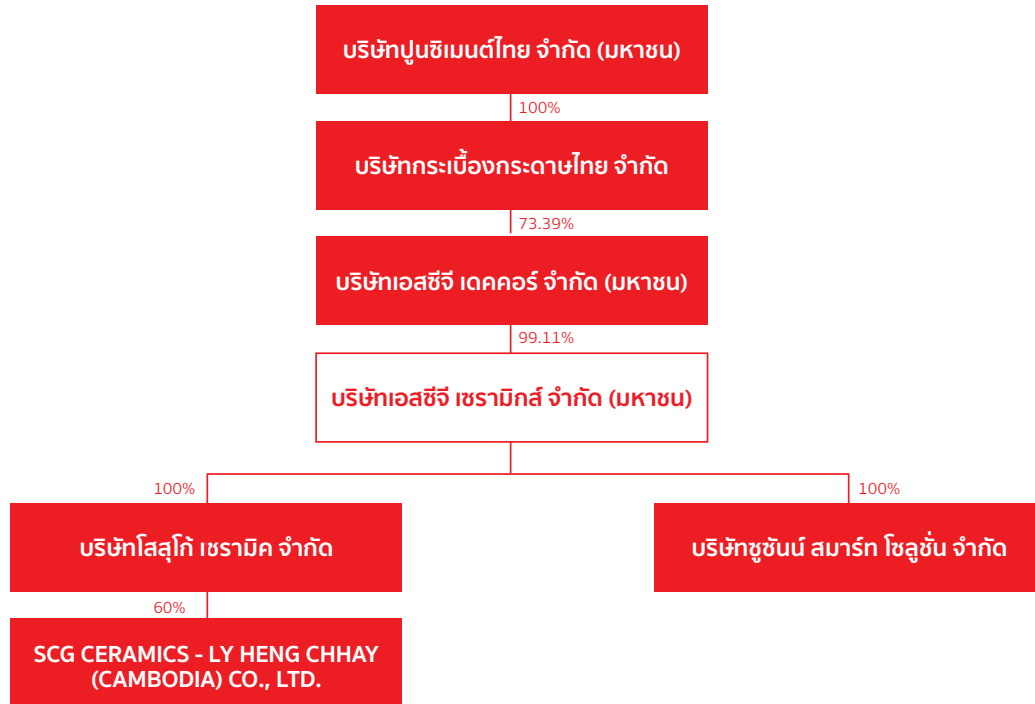 บริษัทปูนซิเมนต์ไทย จำกัด (มหาชน)
100%
บริษัทกระเบื้องกระดาษไทย จำกัด
73.39%
บริษัทเอสซีจี เดคคอร์ จำกัด (มหาชน)
99.11%
บริษัทเอสซีจี เซรามิกส์ จำกัด (มหาชน)
100%
100%
บริษัทโสสุโก้ เซรามิค จำกัด
บริษัทซูซันน์ สมาร์ท โซลูชั่น จำกัด
60%
SCG CERAMICS - LY HENG CHHAY
(CAMBODIA) CO., LTD.